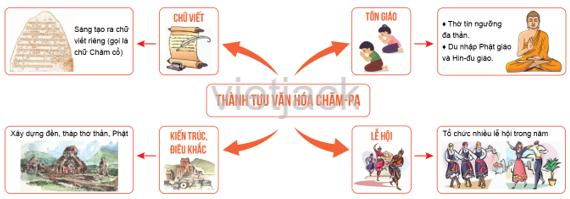 Sáng tạo ra chữ
viết riêng (gọi là
chữ Chăm cổ)
CHỮ VIẾT
TÔN GIÁO
♦ Thờ tín ngưỡng
đa thần.
♦ Du nhập Phật giáo
và Hin-đu giáo.
THÀNH TỰU VĂN HÓA CHĂM-PA
vietjack
Xây dựng đền, tháp thờ thần, Phật
KIẾN TRÚC,
ĐIÊU KHẮC
LỄ HỘI
Tổ chức nhiều lễ hội trong năm